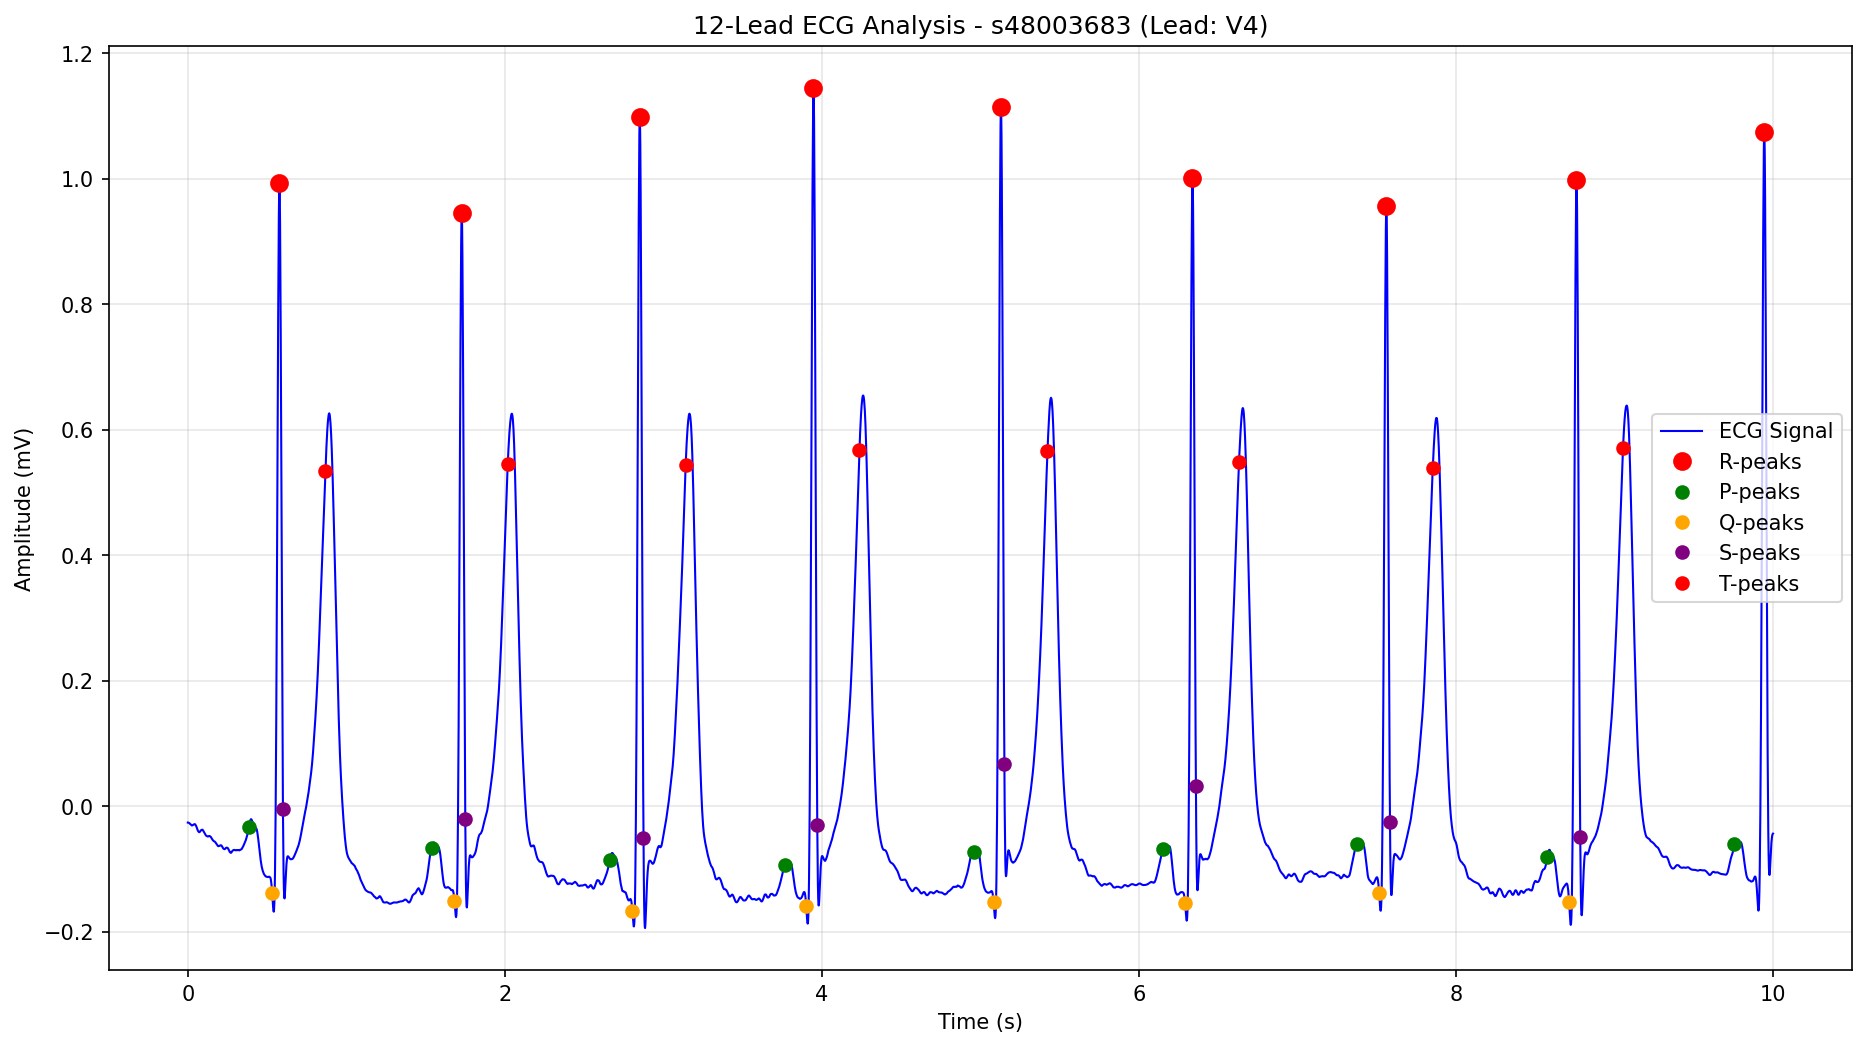 12-Lead ECG Analysis - s48003683 (Lead: V4)
1.2
1.0
0.8
0.6
0.4
0.2
0.0
−0.2
Amplitude (mV)
ECG Signal
R-peaks
P-peaks
Q-peaks
S-peaks
T-peaks
0 2 4 6 8 10
Time (s)